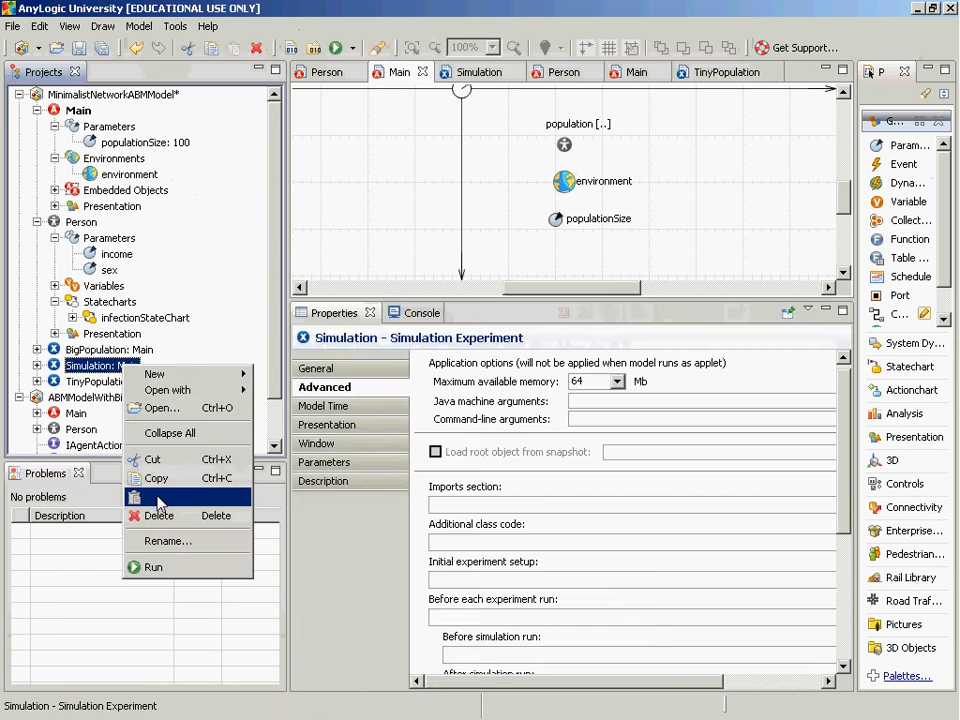 AnyLogic University [EDUCATIONAL USE ONLY]
File Edit View Draw Model Tools Help
100% Get Support...
Projects
MinimalistNetworkABMModel*
Main
Parameters
populationSize: 100
Environments
environment
Embedded Objects
Presentation
Person
Parameters
income
sex
Variables
Statecharts
infectionStateChart
Presentation
BigPopulation: Main
Simulation: M
TinyPopulati
ABMModelWithBi
Main
Person
IAgentAction
New
Open with
Open... Ctrl+O
Collapse All
Cut Ctrl+X
Copy Ctrl+C
Delete Delete
Rename...
Run
Problems
No problems
Description
Person Main Simulation Person Main TinyPopulation
population [..]
environment
populationSize
Properties Console
Simulation - Simulation Experiment
General
Advanced
Model Time
Presentation
Window
Parameters
Description
Application options (will not be applied when model runs as applet)
Maximum available memory: 64 Mb
Java machine arguments:
Command-line arguments:
Load root object from snapshot:
Imports section:
Additional class code:
Initial experiment setup:
Before each experiment run:
Before simulation run:
After simulation run:
P
G...
Param...
Event
Dyna...
Variable
Collect...
Function
Table ...
Schedule
Port
C...
System Dy...
Statechart
Actionchart
Analysis
Presentation
3D
Controls
Connectivity
Enterprise...
Pedestrian...
Rail Library
Road Traf...
Pictures
3D Objects
Palettes...
Simulation - Simulation Experiment